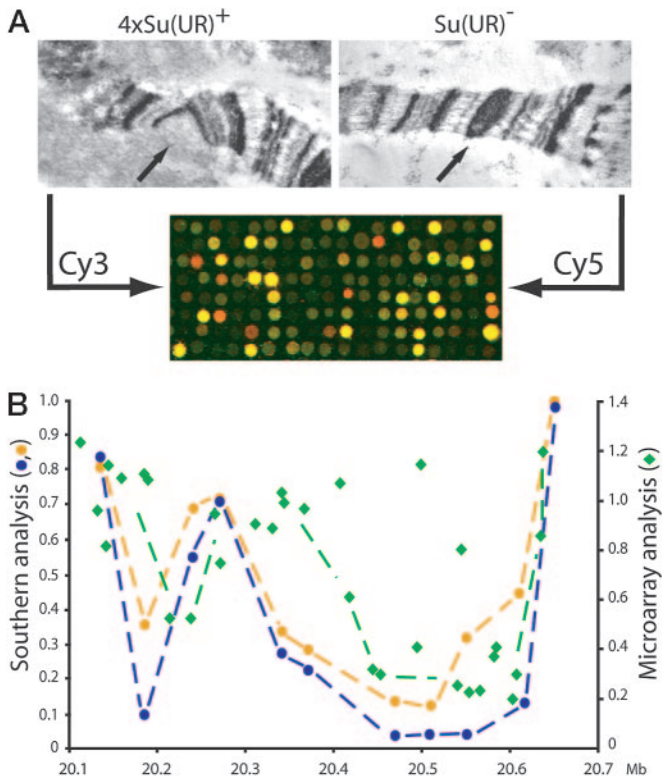 A
4xSu(UR)+
Su(UR)-
Cy3
Cy5
B
Southern analysis (●,●)
1.0
0.9
0.8
0.7
0.6
0.5
0.4
0.3
0.2
0.1
0
Microarray analysis (◆)
1.4
1.2
1.0
0.8
0.6
0.4
0.2
0
20.1
20.2
20.3
20.4
20.5
20.6
20.7
Mb